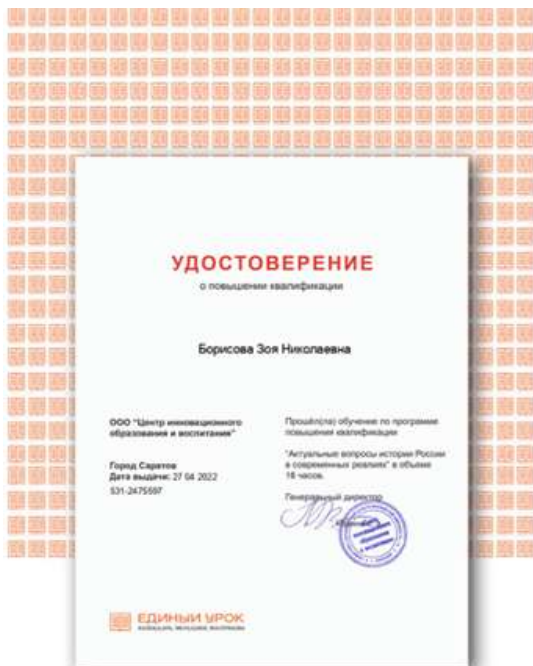 УДОСТОВЕРЕНИЕ
о повышении квалификации
Борисова Зоя Николаевна
ООО "Центр инновационного
образования и воспитания"
Город Саратов
Дата выдачи: 27 04 2022
531-2475597
Прошёл(ла) обучение по программе
повышения квалификации
"Актуальные вопросы истории России
в современных реалиях" в объеме
16 часов.
Генеральный директор
ЕДИНЫЙ УРОК